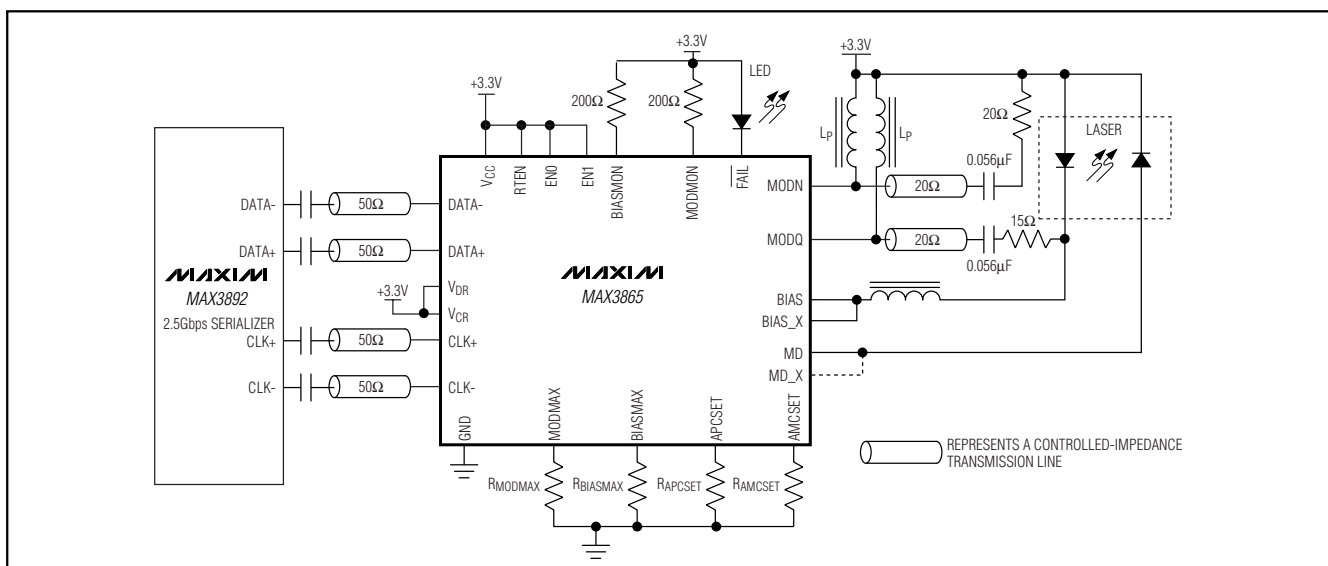 +3.3V
+3.3V
+3.3V
LED
200Ω
200Ω
20Ω
LASER
LP
LP
0.056µF
VCC
RTEN
EN0
EN1
BIASMON
MODMON
FAIL
MODN
20Ω
DATA-
50Ω
DATA-
15Ω
MODQ
20Ω
0.056µF
DATA+
50Ω
DATA+
MAXIM
MAX3892
2.5Gbps SERIALIZER
MAXIM
MAX3865
+3.3V
VDR
VCR
BIAS
BIAS_X
CLK+
50Ω
CLK+
MD
MD_X
CLK-
50Ω
CLK-
GND
MODMAX
BIASMAX
APCSET
AMCSET
REPRESENTS A CONTROLLED-IMPEDANCE
TRANSMISSION LINE
RMODMAX
RBIASMAX
RAPCSET
RAMCSET